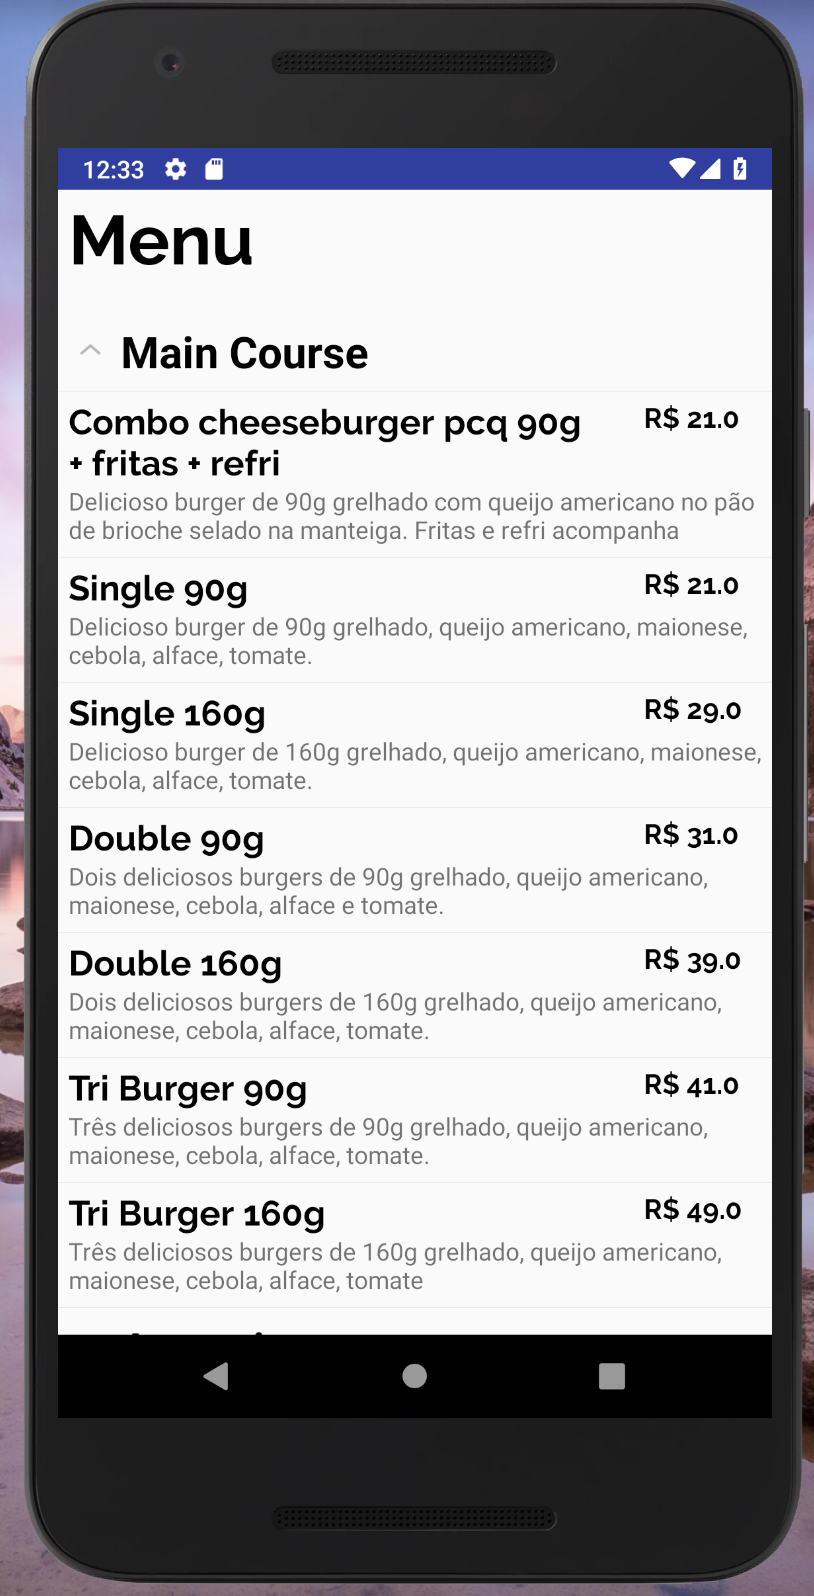 12:33
Menu
Main Course
Combo cheeseburger pcq 90g
+ fritas + refri
R$ 21.0
Delicioso burger de 90g grelhado com queijo americano no pão
de brioche selado na manteiga. Fritas e refri acompanha
Single 90g
R$ 21.0
Delicioso burger de 90g grelhado, queijo americano, maionese,
cebola, alface, tomate.
Single 160g
R$ 29.0
Delicioso burger de 160g grelhado, queijo americano, maionese,
cebola, alface, tomate.
Double 90g
R$ 31.0
Dois deliciosos burgers de 90g grelhado, queijo americano,
maionese, cebola, alface e tomate.
Double 160g
R$ 39.0
Dois deliciosos burgers de 160g grelhado, queijo americano,
maionese, cebola, alface, tomate.
Tri Burger 90g
R$ 41.0
Três deliciosos burgers de 90g grelhado, queijo americano,
maionese, cebola, alface, tomate.
Tri Burger 160g
R$ 49.0
Três deliciosos burgers de 160g grelhado, queijo americano,
maionese, cebola, alface, tomate